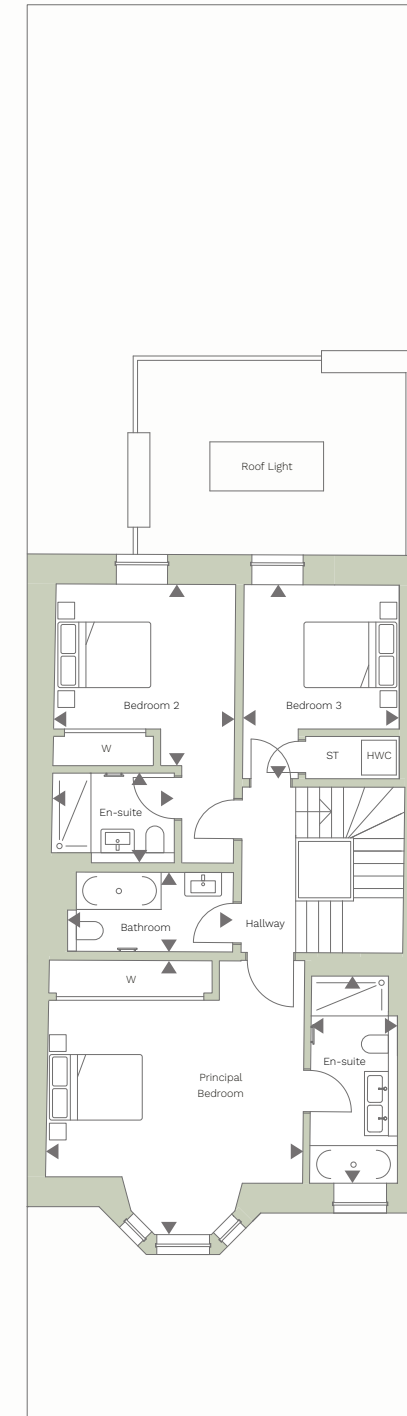 Roof Light
Bedroom 2
Bedroom 3
W
ST
HWC
En-suite
Bathroom
Hallway
W
En-suite
Principal
Bedroom